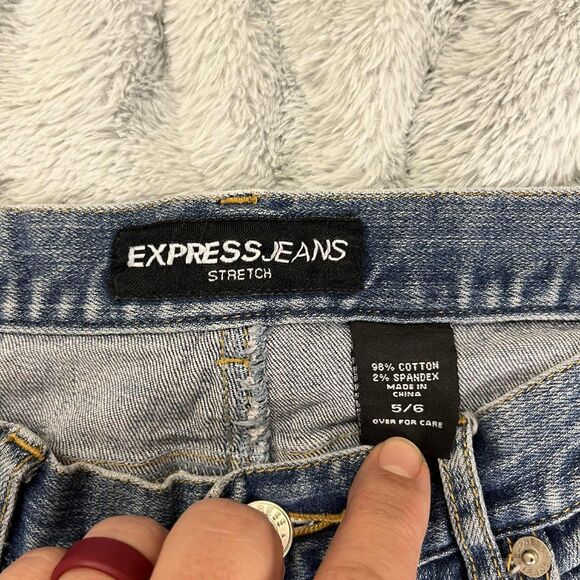 EXPRESSJEANS
STRETCH
98% COTTON
2% SPANDEX
MADE IN
CHINA
5/6
OVER FOR CARE